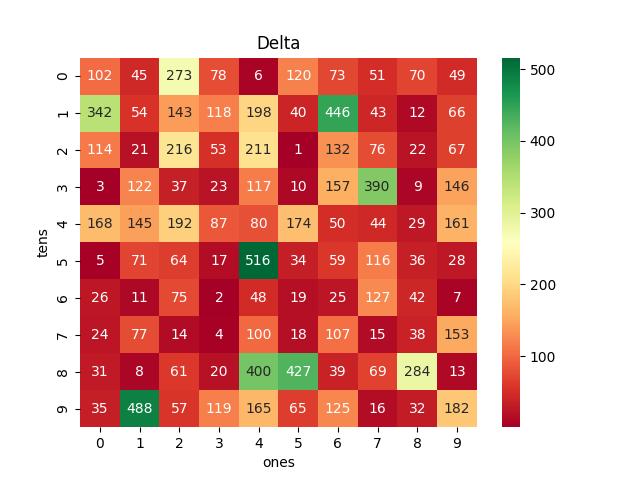 Delta
tens
0 102 45 273 78 6 120 73 51 70 49
1 342 54 143 118 198 40 446 43 12 66
2 114 21 216 53 211 1 132 76 22 67
3 3 122 37 23 117 10 157 390 9 146
4 168 145 192 87 80 174 50 44 29 161
5 5 71 64 17 516 34 59 116 36 28
6 26 11 75 2 48 19 25 127 42 7
7 24 77 14 4 100 18 107 15 38 153
8 31 8 61 20 400 427 39 69 284 13
9 35 488 57 119 165 65 125 16 32 182
0 1 2 3 4 5 6 7 8 9
ones
500
400
300
200
100